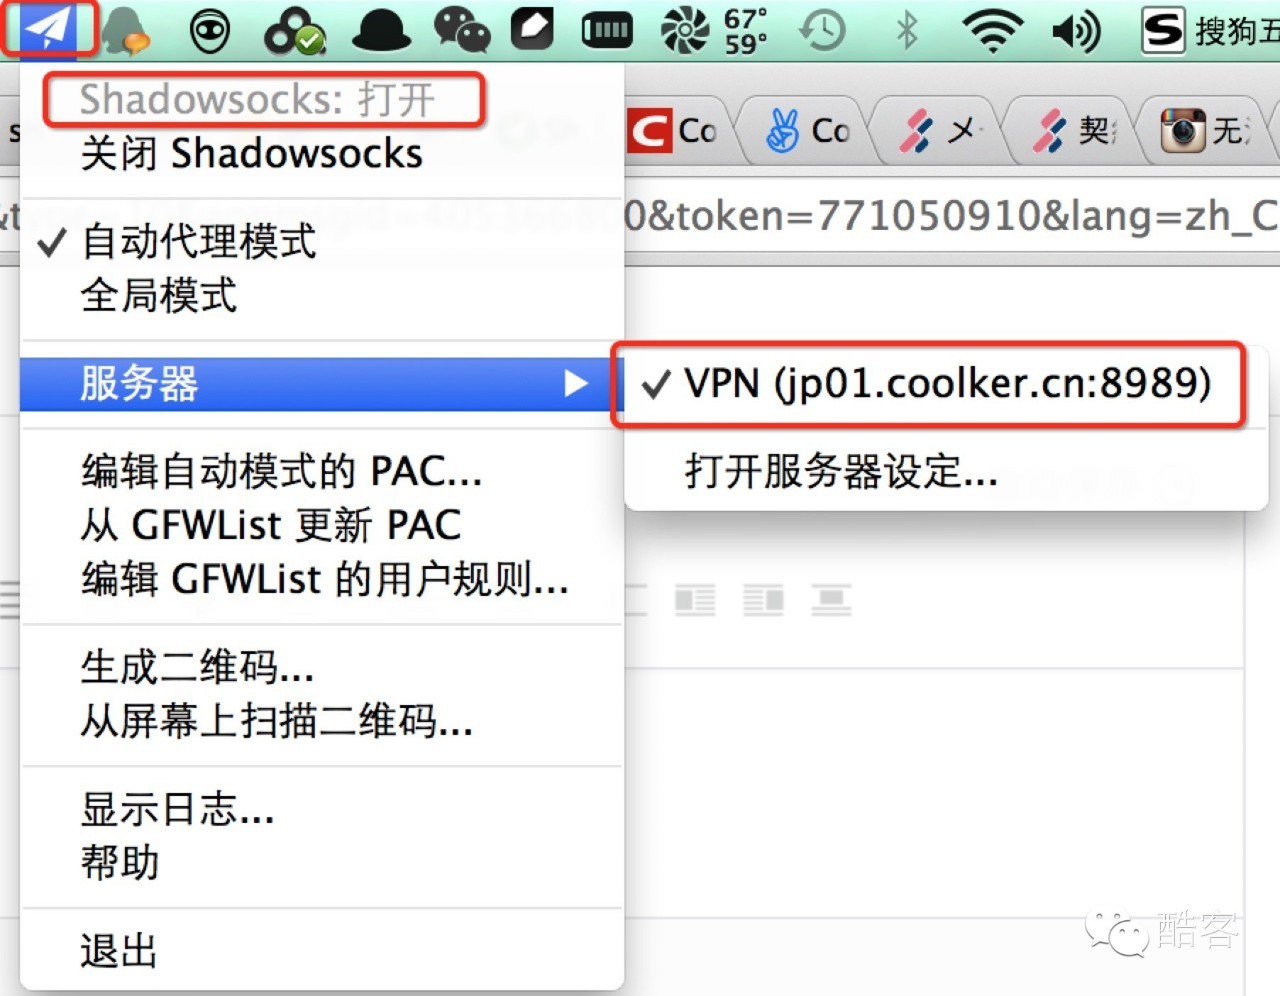 67°
59°
搜狗五
Shadowsocks: 打开
关闭 Shadowsocks
Co
Co
メ
契
无
0&token=771050910&lang=zh_C
自动代理模式
全局模式
服务器
VPN (jp01.coolker.cn:8989)
打开服务器设定...
编辑自动模式的 PAC...
从 GFWList 更新 PAC
编辑 GFWList 的用户规则...
生成二维码...
从屏幕上扫描二维码...
显示日志...
帮助
退出
酷客